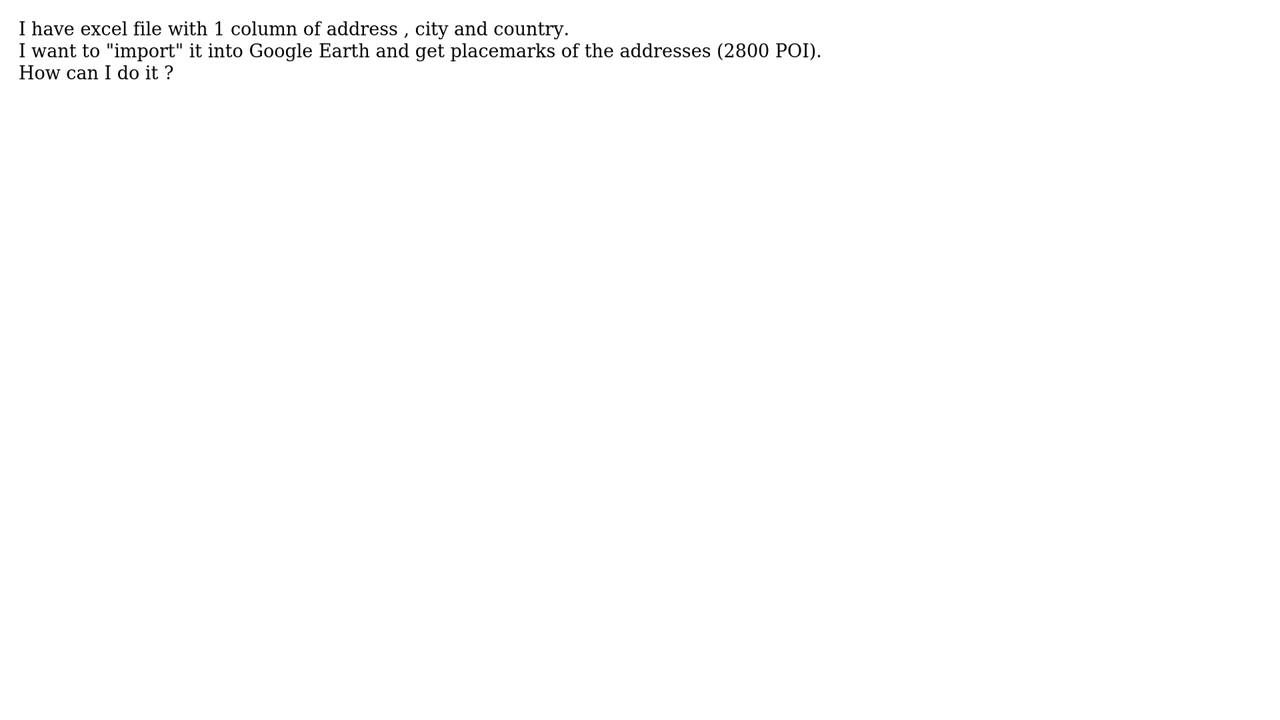 I have excel file with 1 column of address , city and country.
I want to "import" it into Google Earth and get placemarks of the addresses (2800 POI).
How can I do it ?